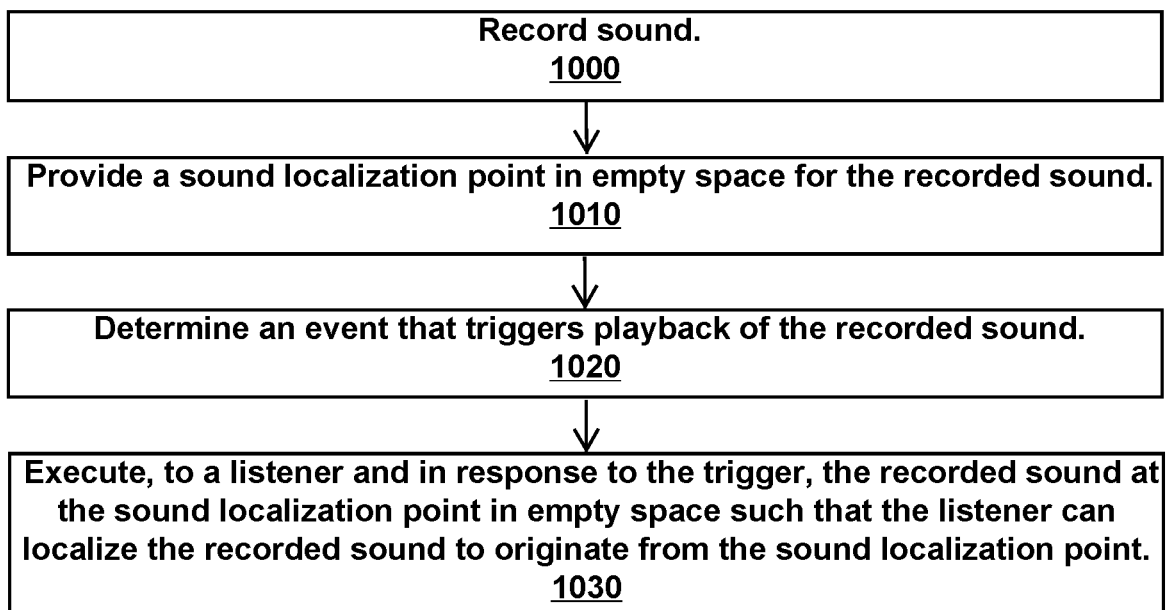 Record sound.
1000
Provide a sound localization point in empty space for the recorded sound.
1010
Determine an event that triggers playback of the recorded sound.
1020
Execute, to a listener and in response to the trigger, the recorded sound at
the sound localization point in empty space such that the listener can
localize the recorded sound to originate from the sound localization point.
1030